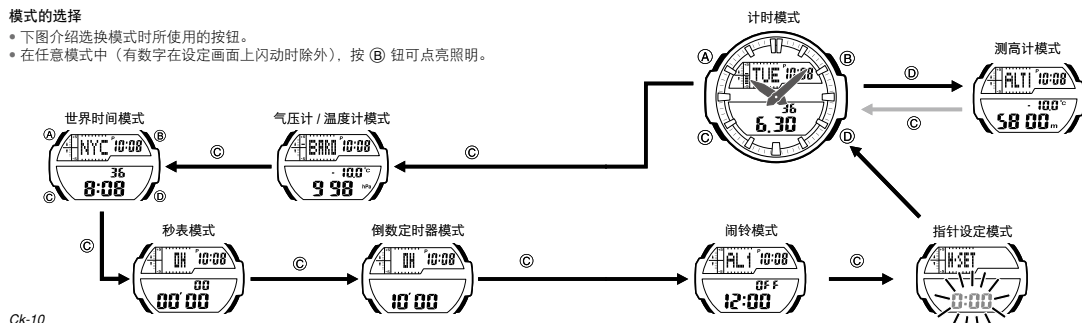 模式的选择
• 下图介绍选换模式时所使用的按钮。
• 在任意模式中（有数字在设定画面上闪动时除外），按 Ⓑ 钮可点亮照明。
计时模式
Ⓐ
Ⓑ
TUE P 10:08
36
6.30
Ⓒ
Ⓓ
Ⓓ
Ⓒ
测高计模式
ALTI P 10:08
- 10.0°C
5800 m
Ⓒ
气压计 / 温度计模式
BARO P 10:08
- 10.0°C
998 hPa
Ⓒ
世界时间模式
Ⓐ
Ⓑ
NYC P 10:08
36
8:08
Ⓒ
Ⓓ
Ⓒ
秒表模式
0H P 10:08
00
00'00
Ⓒ
倒数定时器模式
0H P 10:08
10'00
Ⓒ
闹铃模式
AL1 P 10:08
OFF
12:00
Ⓒ
指针设定模式
H·SET
0:00
Ck-10